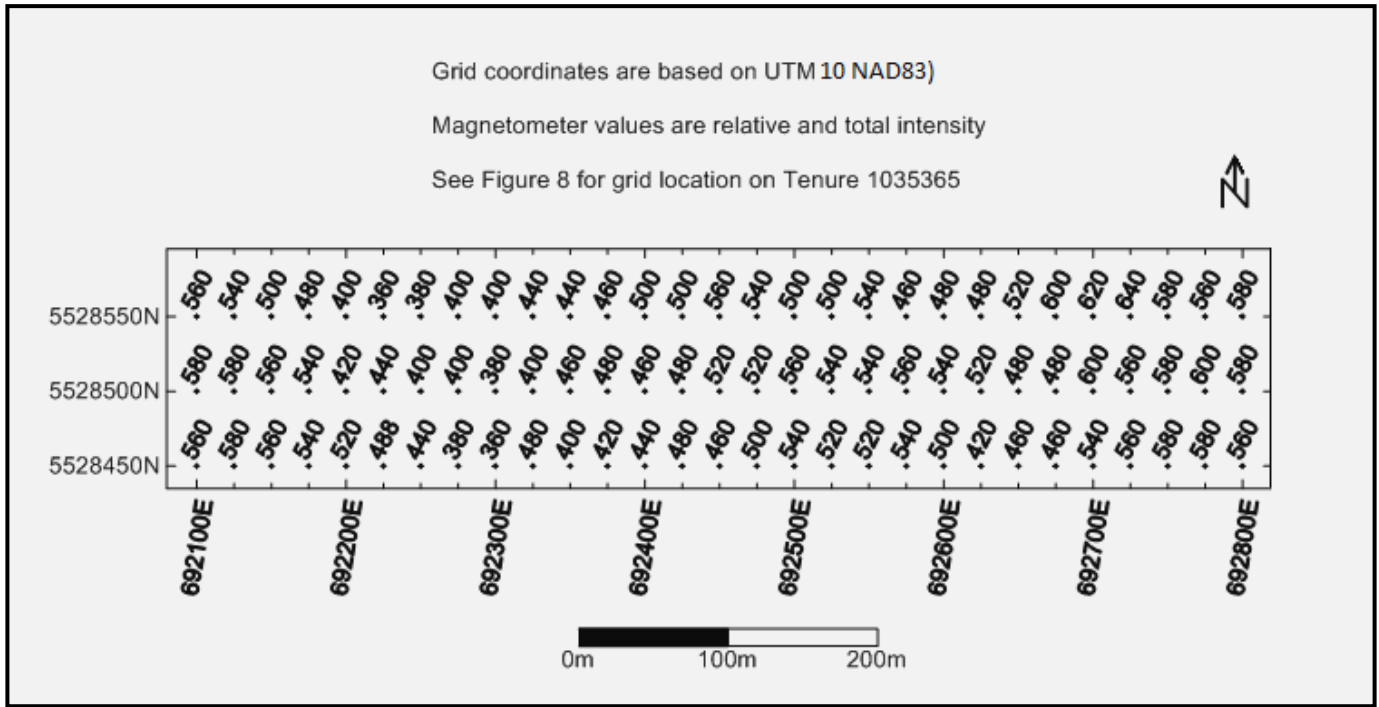 Grid coordinates are based on UTM 10 NAD83)
Magnetometer values are relative and total intensity
See Figure 8 for grid location on Tenure 1035365
N
5528550N 560 540 500 480 400 360 380 400 400 440 440 460 500 500 560 540 500 500 540 460 480 480 520 600 620 640 580 560 580
5528500N 580 580 560 540 420 440 400 400 380 400 460 480 460 480 520 520 560 540 540 560 540 520 480 480 600 560 580 600 580
5528450N 560 580 560 540 520 488 440 380 360 480 400 420 440 480 460 500 540 520 520 540 500 420 460 460 540 560 580 580 560
692100E 692200E 692300E 692400E 692500E 692600E 692700E 692800E
0m 100m 200m